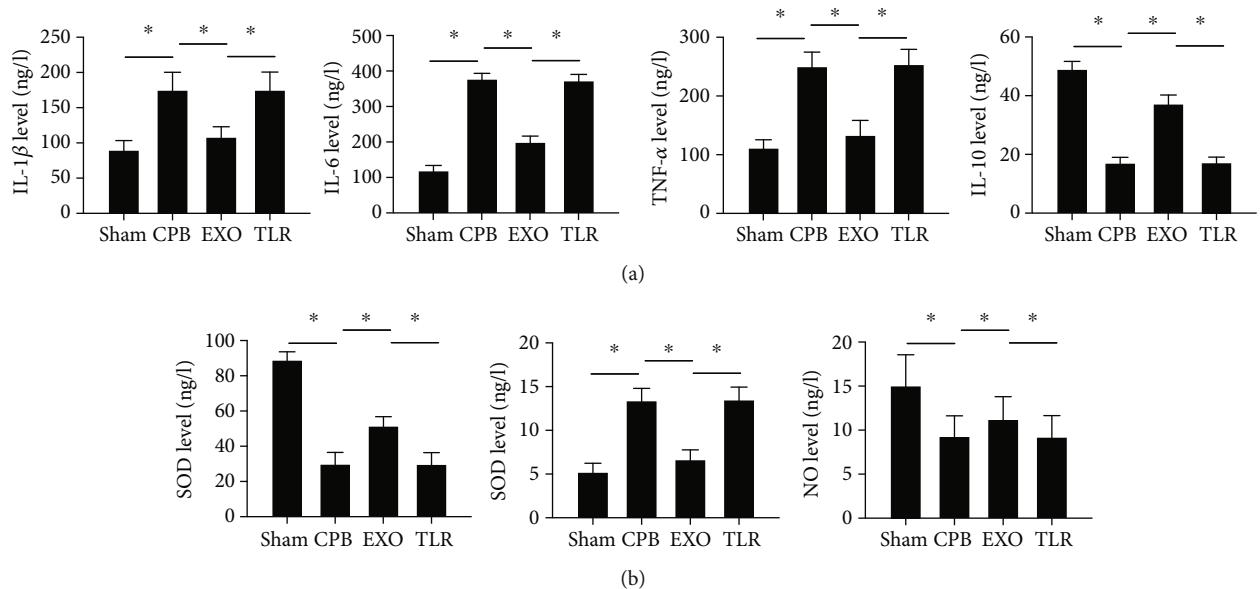 * * *
IL-1β level (ng/l)
250
200
150
100
50
0
Sham CPB EXO TLR
* * *
IL-6 level (ng/l)
500
400
300
200
100
0
Sham CPB EXO TLR
* * *
TNF-α level (ng/l)
300
200
100
0
Sham CPB EXO TLR
* * *
IL-10 level (ng/l)
60
40
20
0
Sham CPB EXO TLR
(a)
* * *
SOD level (ng/l)
100
80
60
40
20
0
Sham CPB EXO TLR
* * *
SOD level (ng/l)
20
15
10
5
0
Sham CPB EXO TLR
* * *
NO level (ng/l)
20
15
10
5
0
Sham CPB EXO TLR
(b)